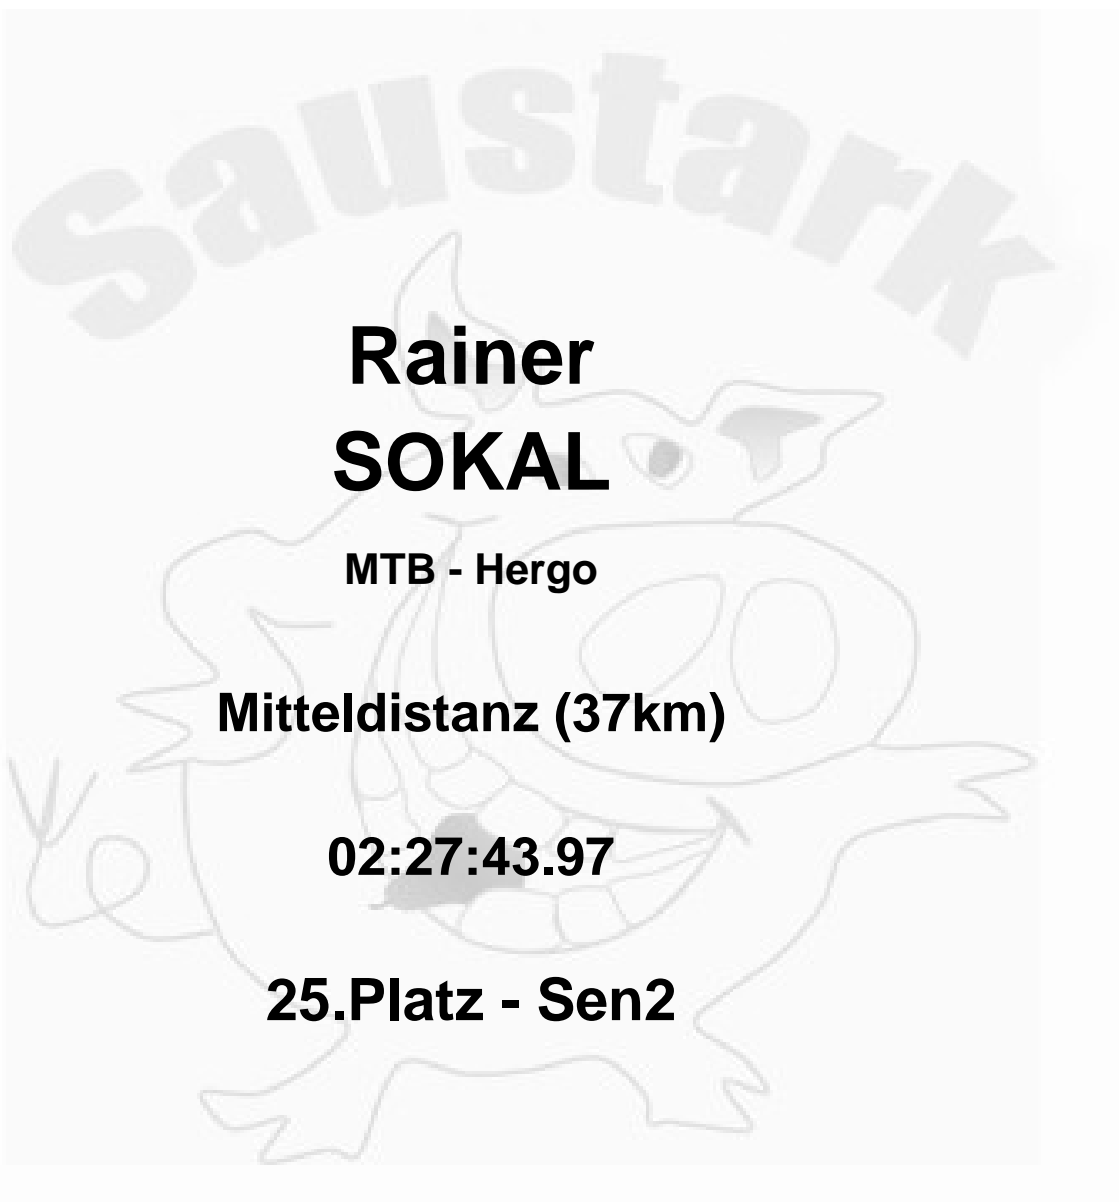 Saustark
Rainer
SOKAL
MTB - Hergo
Mitteldistanz (37km)
02:27:43.97
25.Platz - Sen2